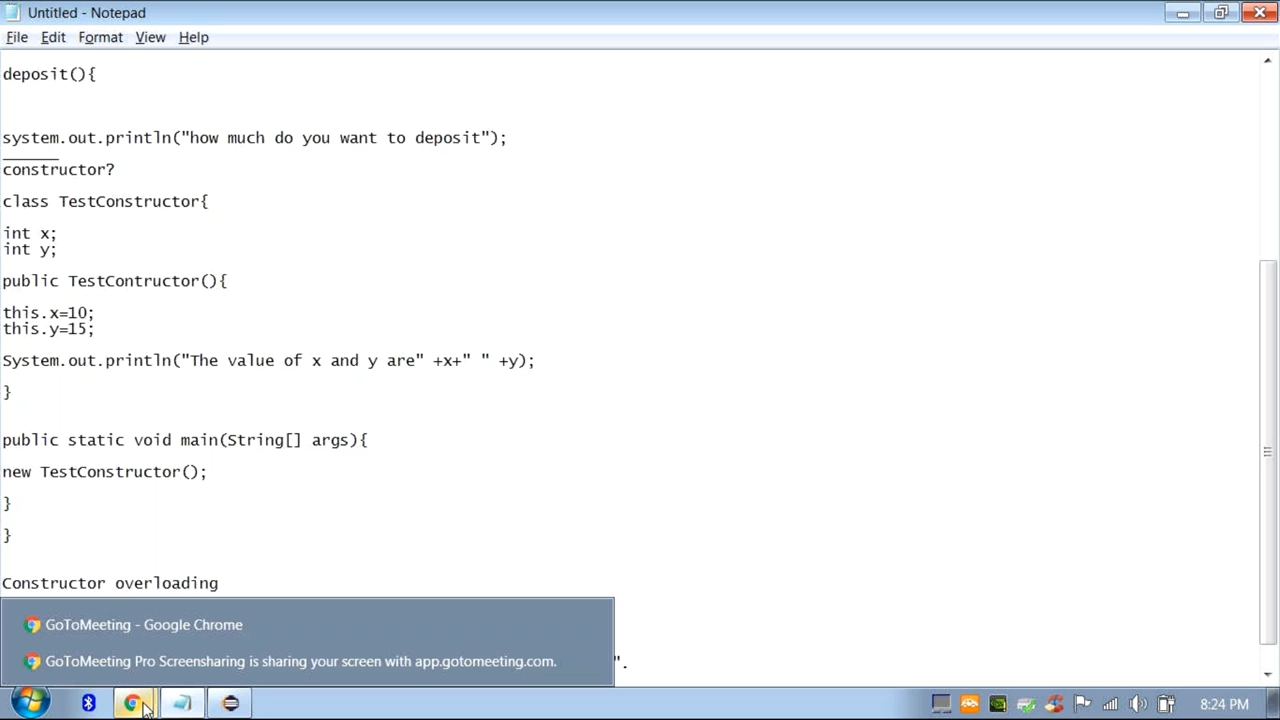 Untitled - Notepad
File Edit Format View Help
deposit(){
system.out.println("how much do you want to deposit");
______
constructor?
class TestConstructor{
int x;
int y;
public TestContructor(){
this.x=10;
this.y=15;
System.out.println("The value of x and y are" +x+" " +y);
}
public static void main(String[] args){
new TestConstructor();
}
}
Constructor overloading
GoToMeeting - Google Chrome
GoToMeeting Pro Screensharing is sharing your screen with app.gotomeeting.com.
".
8:24 PM